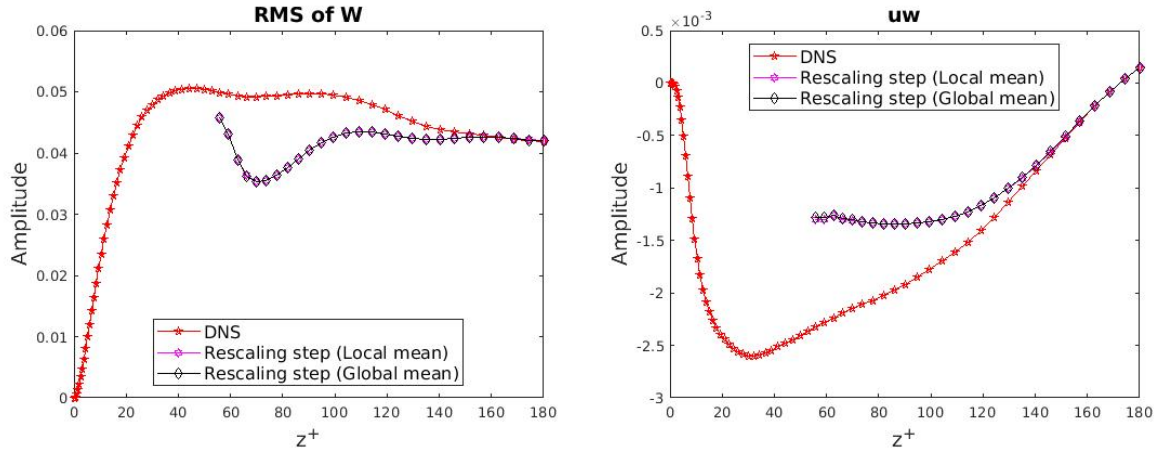 RMS of W
0.06
0.05
0.04
0.03
0.02
0.01
0
Amplitude
DNS
Rescaling step (Local mean)
Rescaling step (Global mean)
0 20 40 60 80 100 120 140 160 180
z+
uw
×10-3
0.5
0
-0.5
-1
-1.5
-2
-2.5
-3
Amplitude
DNS
Rescaling step (Local mean)
Rescaling step (Global mean)
0 20 40 60 80 100 120 140 160 180
z+